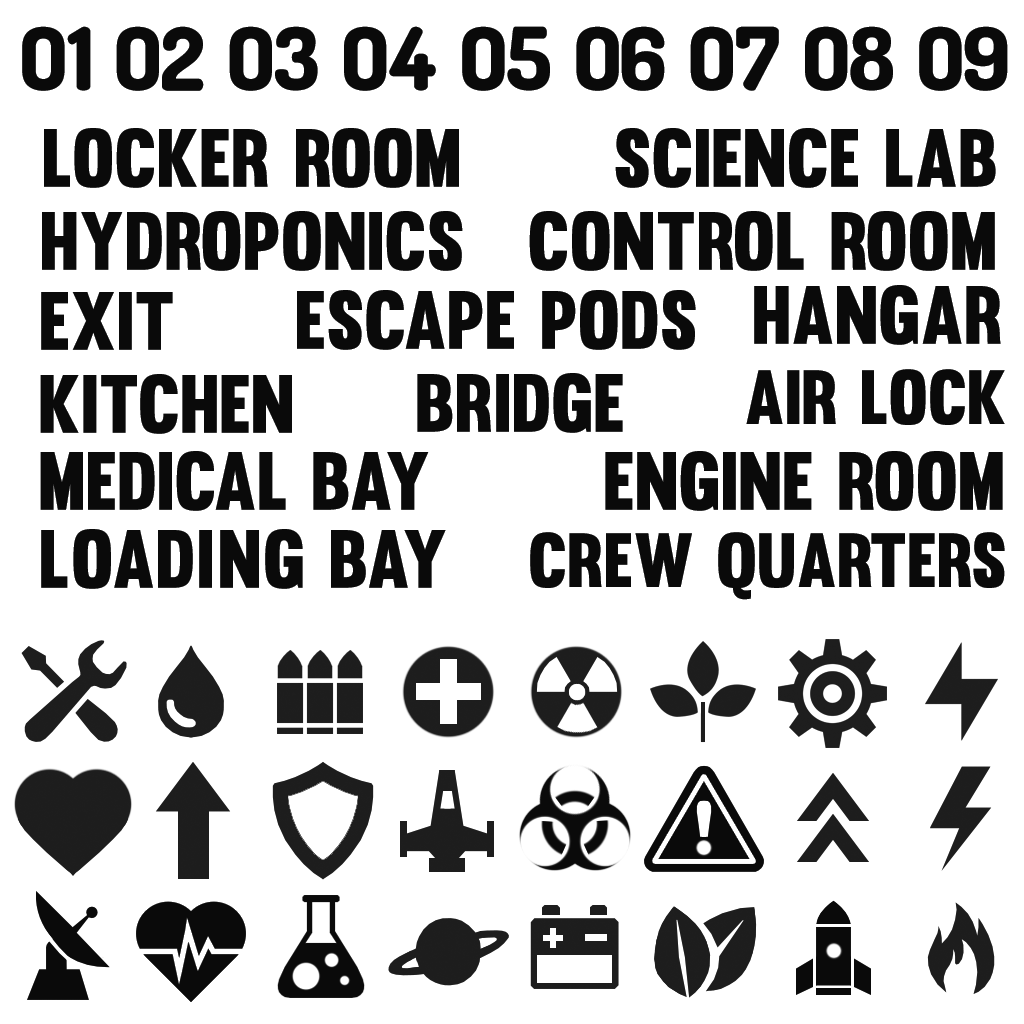 01 02 03 04 05 06 07 08 09
LOCKER ROOM SCIENCE LAB
HYDROPONICS CONTROL ROOM
EXIT ESCAPE PODS HANGAR
KITCHEN BRIDGE AIR LOCK
MEDICAL BAY ENGINE ROOM
LOADING BAY CREW QUARTERS